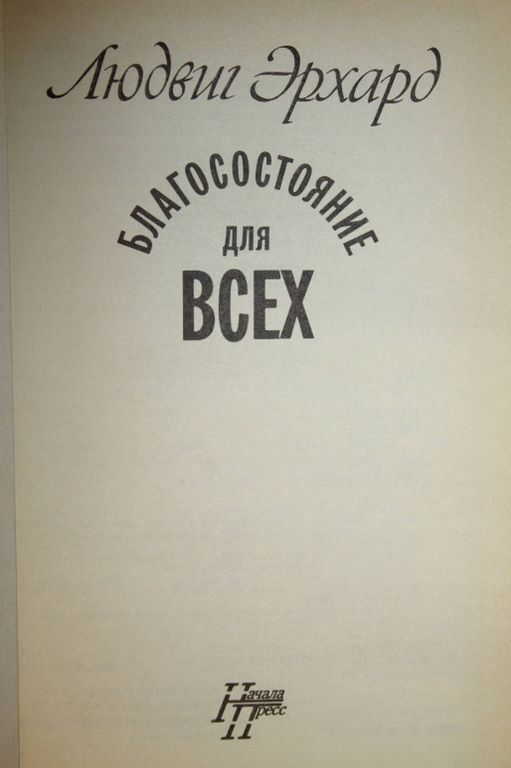 Людвиг Эрхард
БЛАГОСОСТОЯНИЕ
ДЛЯ
ВСЕХ
Начала
Пресс